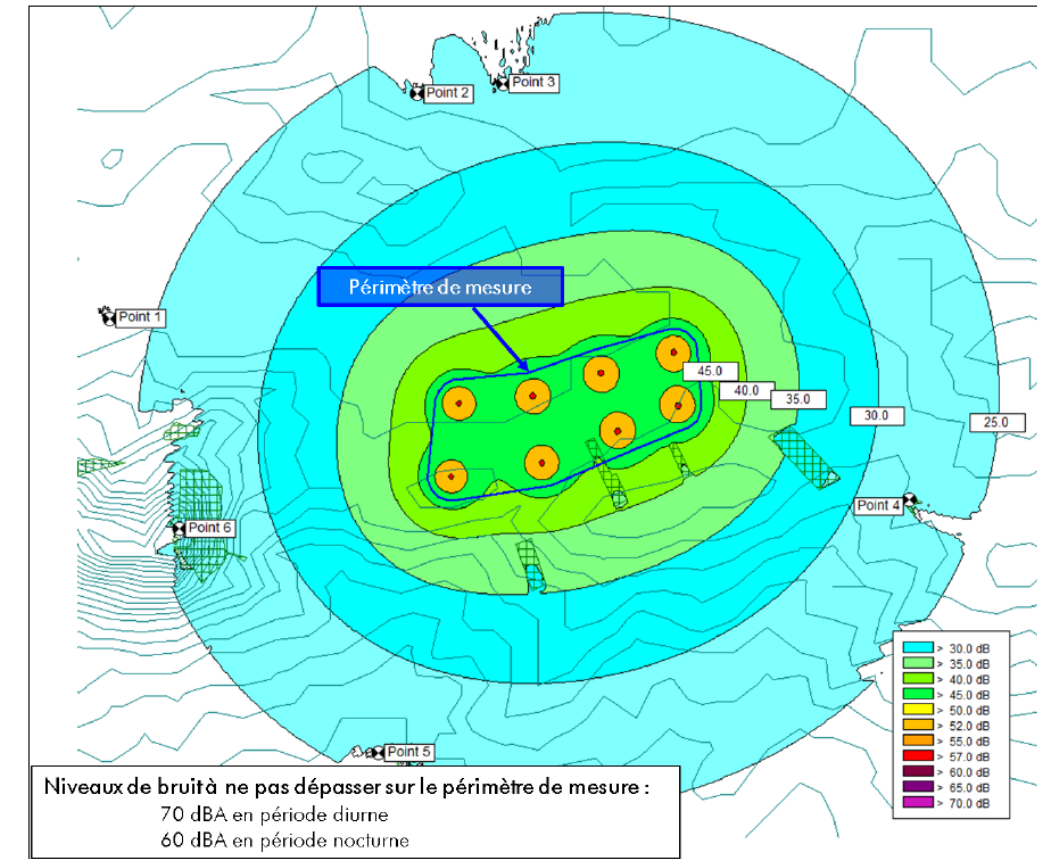 Point 2
Point 3
Périmètre de mesure
Point 1
45.0
40.0
35.0
30.0
25.0
Point 4
Point 6
Point 5
> 30.0 dB
> 35.0 dB
> 40.0 dB
> 45.0 dB
> 50.0 dB
> 52.0 dB
> 55.0 dB
> 57.0 dB
> 60.0 dB
> 65.0 dB
> 70.0 dB
Niveaux de bruit à ne pas dépasser sur le périmètre de mesure :
70 dBA en période diurne
60 dBA en période nocturne